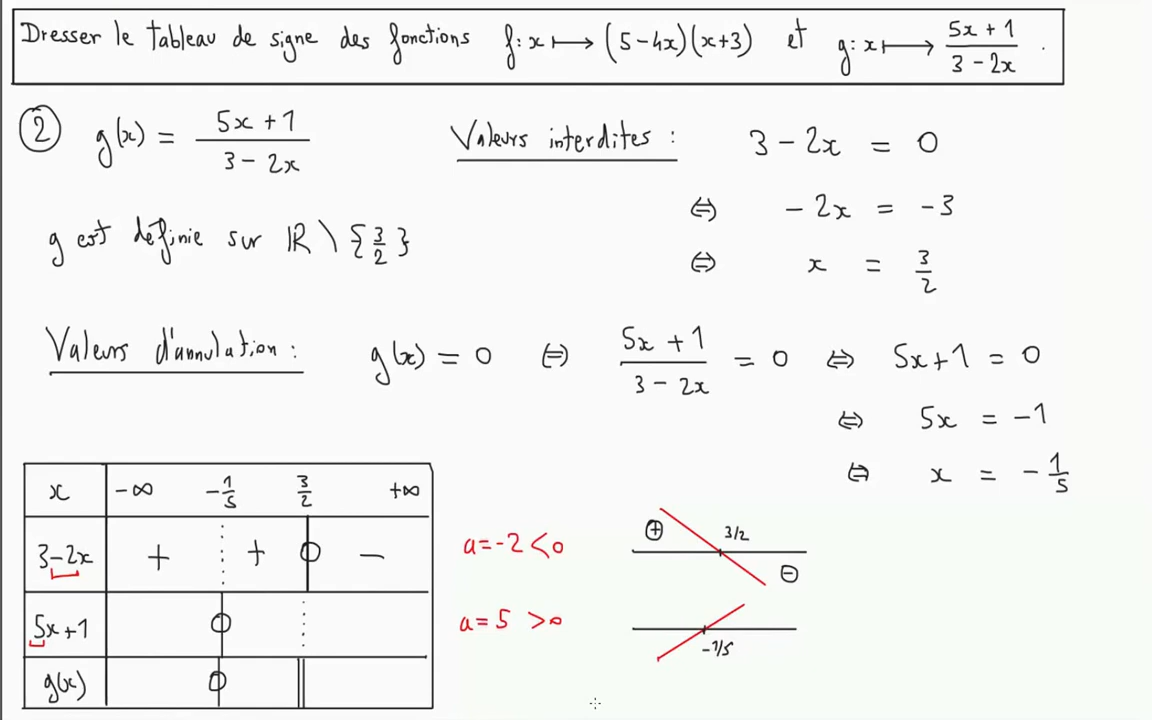 Dresser le tableau de signe des fonctions f: x ⟼ (5-4x)(x+3) et g: x ⟼ (5x+1)/(3-2x).
② g(x) = (5x+1)/(3-2x)
Valeurs interdites : 3-2x = 0
⇔ -2x = -3
g est définie sur ℝ \ {3/2}
⇔ x = 3/2
Valeurs d'annulation : g(x) = 0 ⇔ (5x+1)/(3-2x) = 0 ⇔ 5x+1 = 0
⇔ 5x = -1
⇔ x = -1/5
x -∞ -1/5 3/2 +∞
3-2x + + 0 -
a=-2<0
⊕ 3/2 ⊖
5x+1 0
a=5 >0
-1/5
g(x) 0 ||